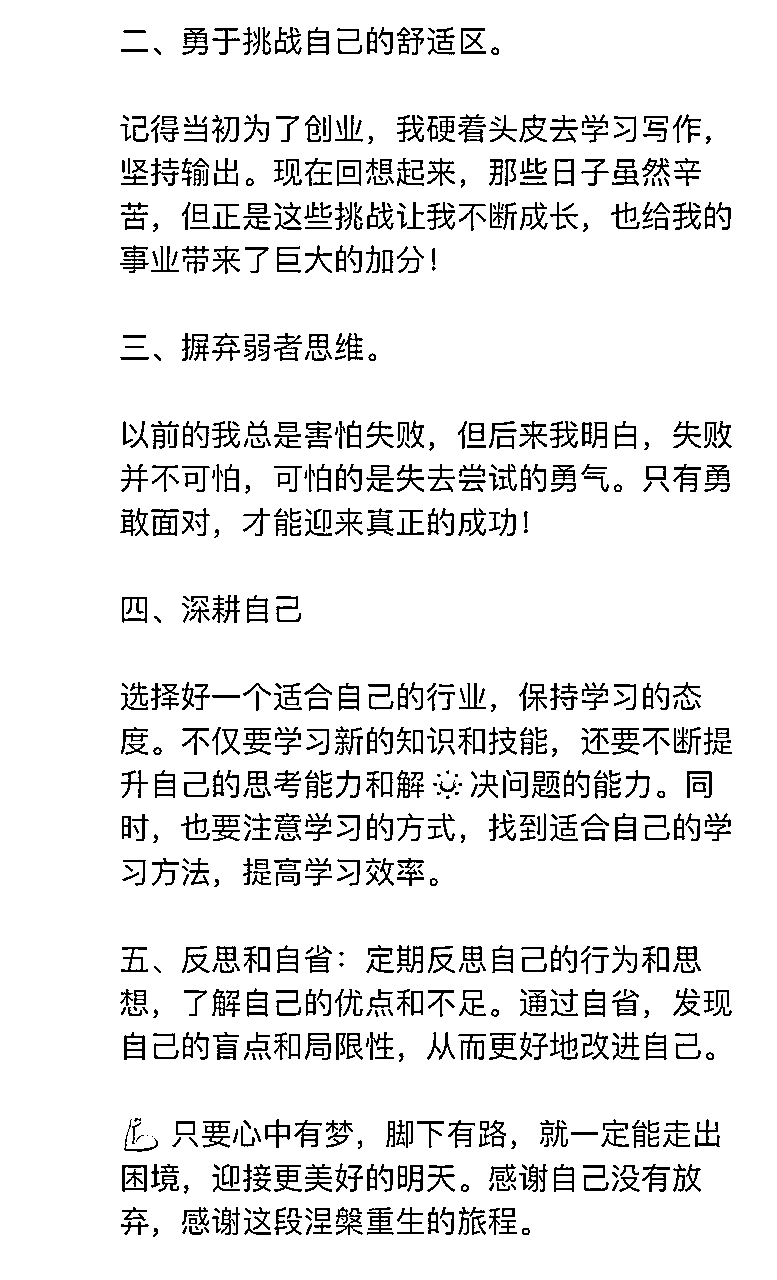 二、勇于挑战自己的舒适区。
记得当初为了创业，我硬着头皮去学习写作，
坚持输出。现在回想起来，那些日子虽然辛
苦，但正是这些挑战让我不断成长，也给我的
事业带来了巨大的加分！
三、摒弃弱者思维。
以前的我总是害怕失败，但后来我明白，失败
并不可怕，可怕的是失去尝试的勇气。只有勇
敢面对，才能迎来真正的成功！
四、深耕自己
选择好一个适合自己的行业，保持学习的态
度。不仅要学习新的知识和技能，还要不断提
升自己的思考能力和解决问题的能力。同
时，也要注意学习的方式，找到适合自己的学
习方法，提高学习效率。
五、反思和自省：定期反思自己的行为和思
想，了解自己的优点和不足。通过自省，发现
自己的盲点和局限性，从而更好地改进自己。
💪 只要心中有梦，脚下有路，就一定能走出
困境，迎接更美好的明天。感谢自己没有放
弃，感谢这段涅槃重生的旅程。